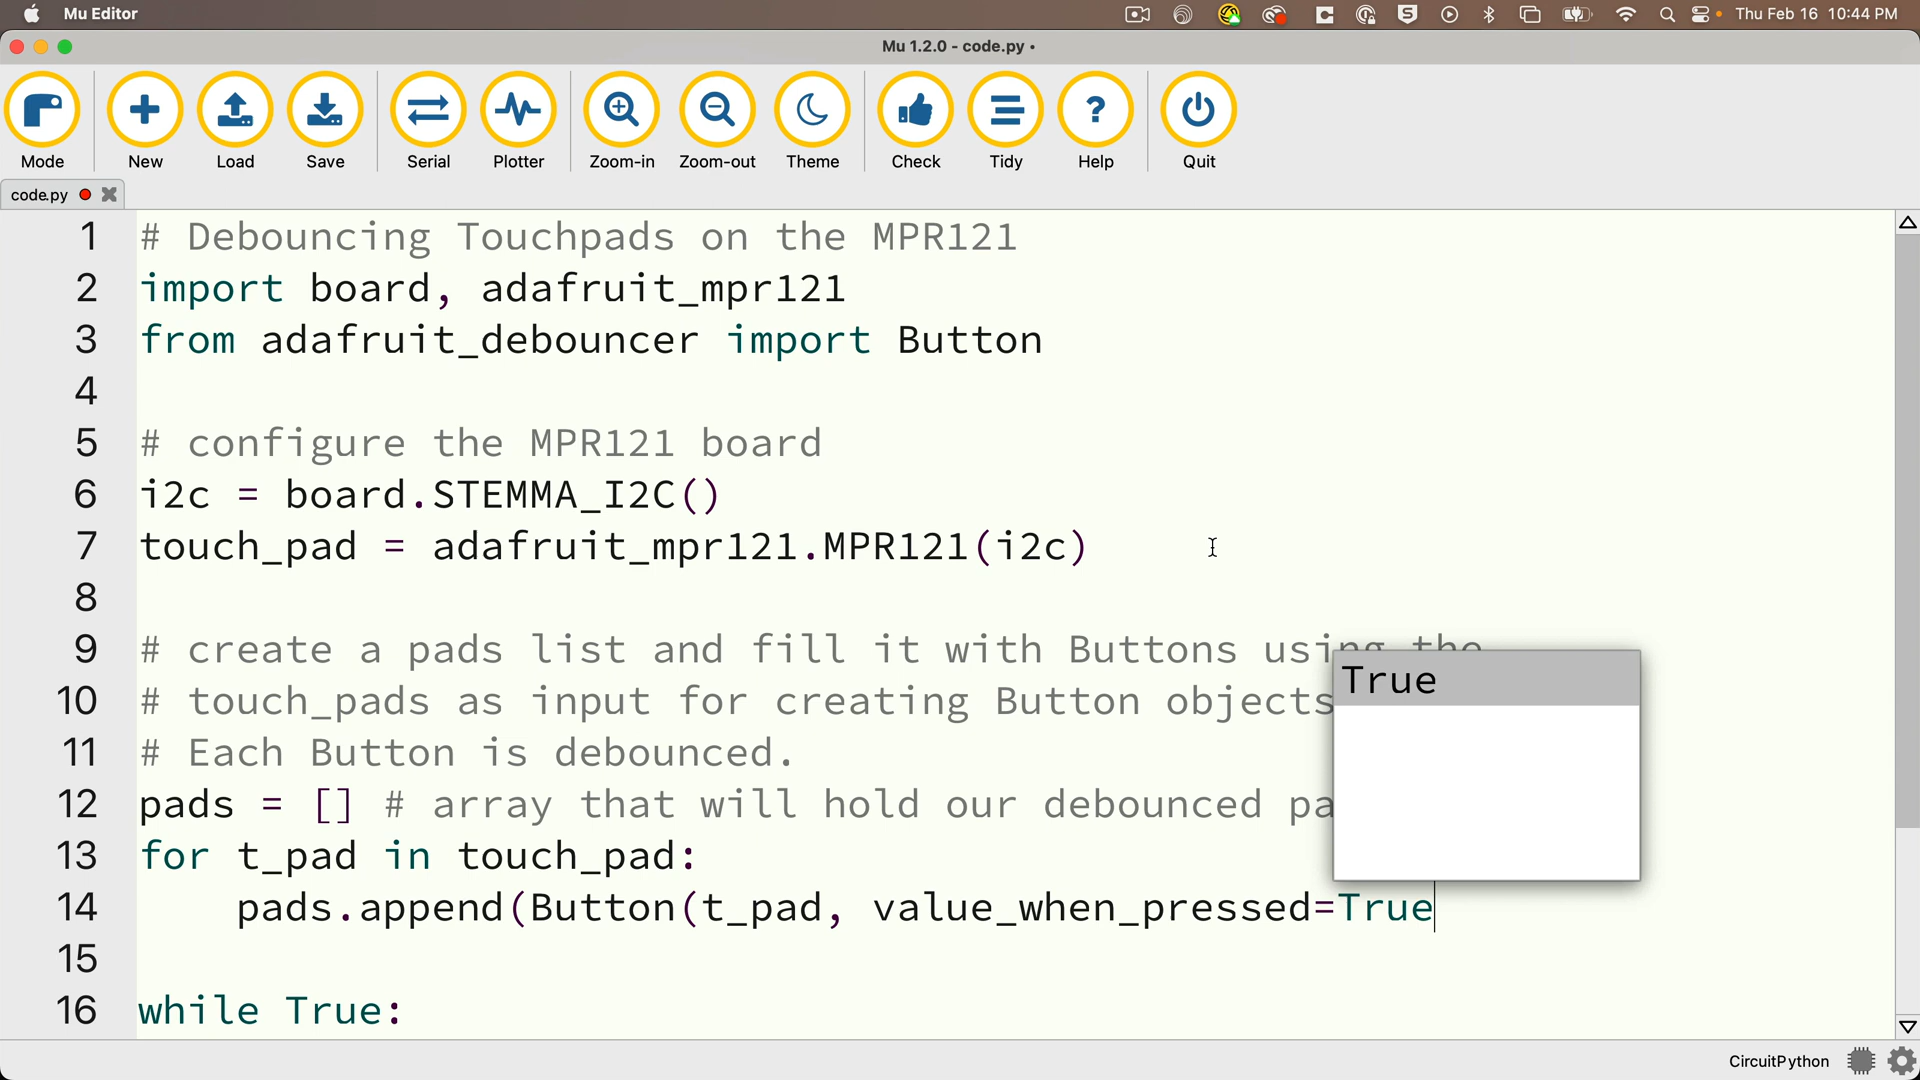 Mu Editor
Thu Feb 16 10:44 PM
Mu 1.2.0 - code.py •
Mode
New
Load
Save
Serial
Plotter
Zoom-in
Zoom-out
Theme
Check
Tidy
Help
Quit
code.py
1 # Debouncing Touchpads on the MPR121
2 import board, adafruit_mpr121
3 from adafruit_debouncer import Button
4
5 # configure the MPR121 board
6 i2c = board.STEMMA_I2C()
7 touch_pad = adafruit_mpr121.MPR121(i2c)
8
9 # create a pads list and fill it with Buttons using the
10 # touch_pads as input for creating Button objects
11 # Each Button is debounced.
12 pads = [] # array that will hold our debounced pa
13 for t_pad in touch_pad:
14 pads.append(Button(t_pad, value_when_pressed=True
15
16 while True:
True
CircuitPython